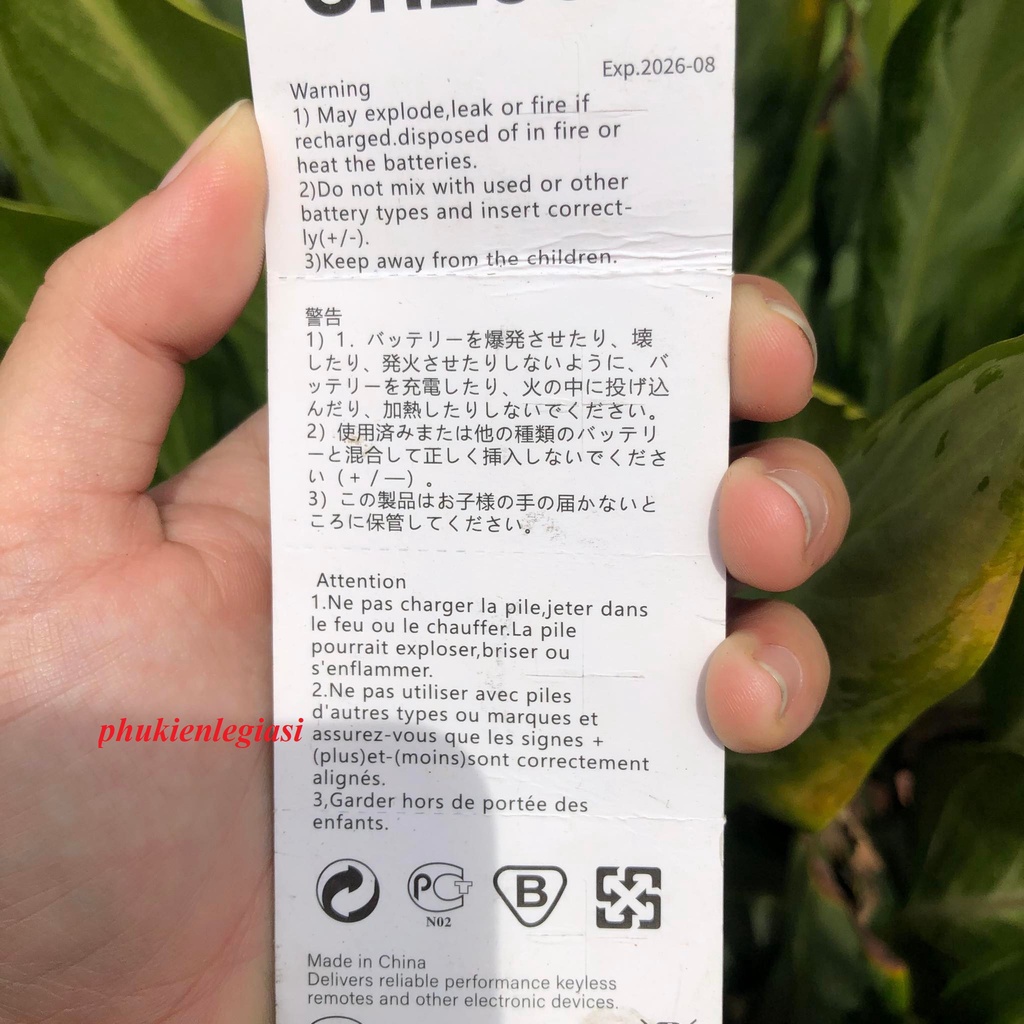 Exp.2026-08
Warning
1) May explode,leak or fire if
recharged.disposed of in fire or
heat the batteries.
2)Do not mix with used or other
battery types and insert correct-
ly(+/-).
3)Keep away from the children.
警告
1) 1. バッテリーを爆発させたり、壊
したり、発火させたりしないように、バ
ッテリーを充電したり、火の中に投げ込
んだり、加熱したりしないでください。
2) 使用済みまたは他の種類のバッテリ
ーと混合して正しく挿入しないでくださ
い (+ / —) 。
3) この製品はお子様の手の届かないと
ころに保管してください。
Attention
1.Ne pas charger la pile,jeter dans
le feu ou le chauffer.La pile
pourrait exploser,briser ou
s'enflammer.
2.Ne pas utiliser avec piles
d'autres types ou marques et
assurez-vous que les signes +
(plus)et-(moins)sont correctement
alignés.
3,Garder hors de portée des
enfants.
phukienlegiasi
PCT
B
N02
Made in China
Delivers reliable performance keyless
remotes and other electronic devices.